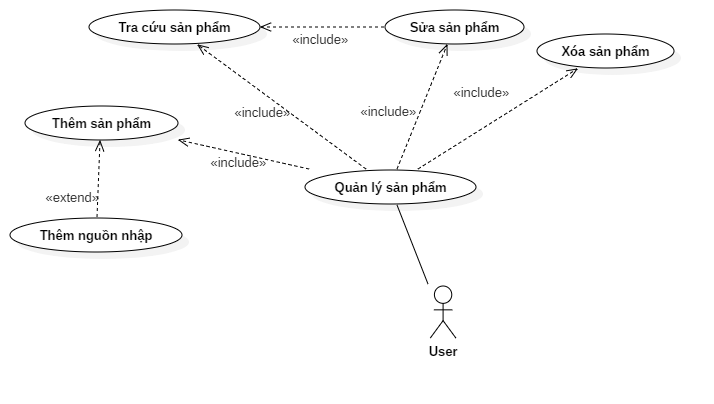 Tra cứu sản phẩm
Sửa sản phẩm
«include»
Xóa sản phẩm
«include»
«include»
«include»
Thêm sản phẩm
«include»
Quản lý sản phẩm
«extend»
Thêm nguồn nhập
User